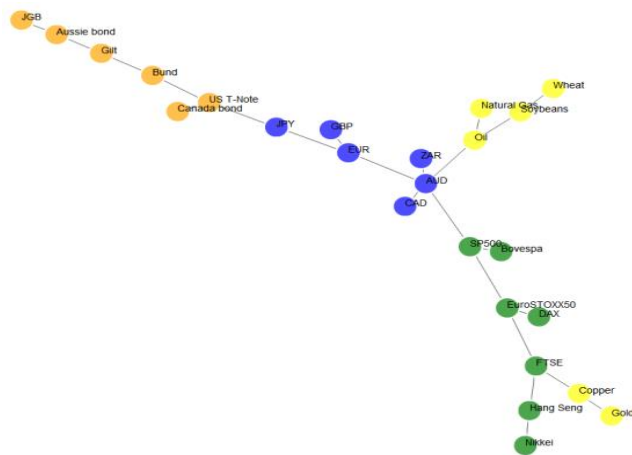 JGB
Aussie bond
Gilt
Bund
US T-Note
Canada bond
JPY
GBP
EUR
ZAR
AUD
CAD
Wheat
Natural Gas
Soybeans
Oil
SP500
Bovespa
EuroSTOXX50
DAX
FTSE
Copper
Gold
Hang Seng
Nikkei